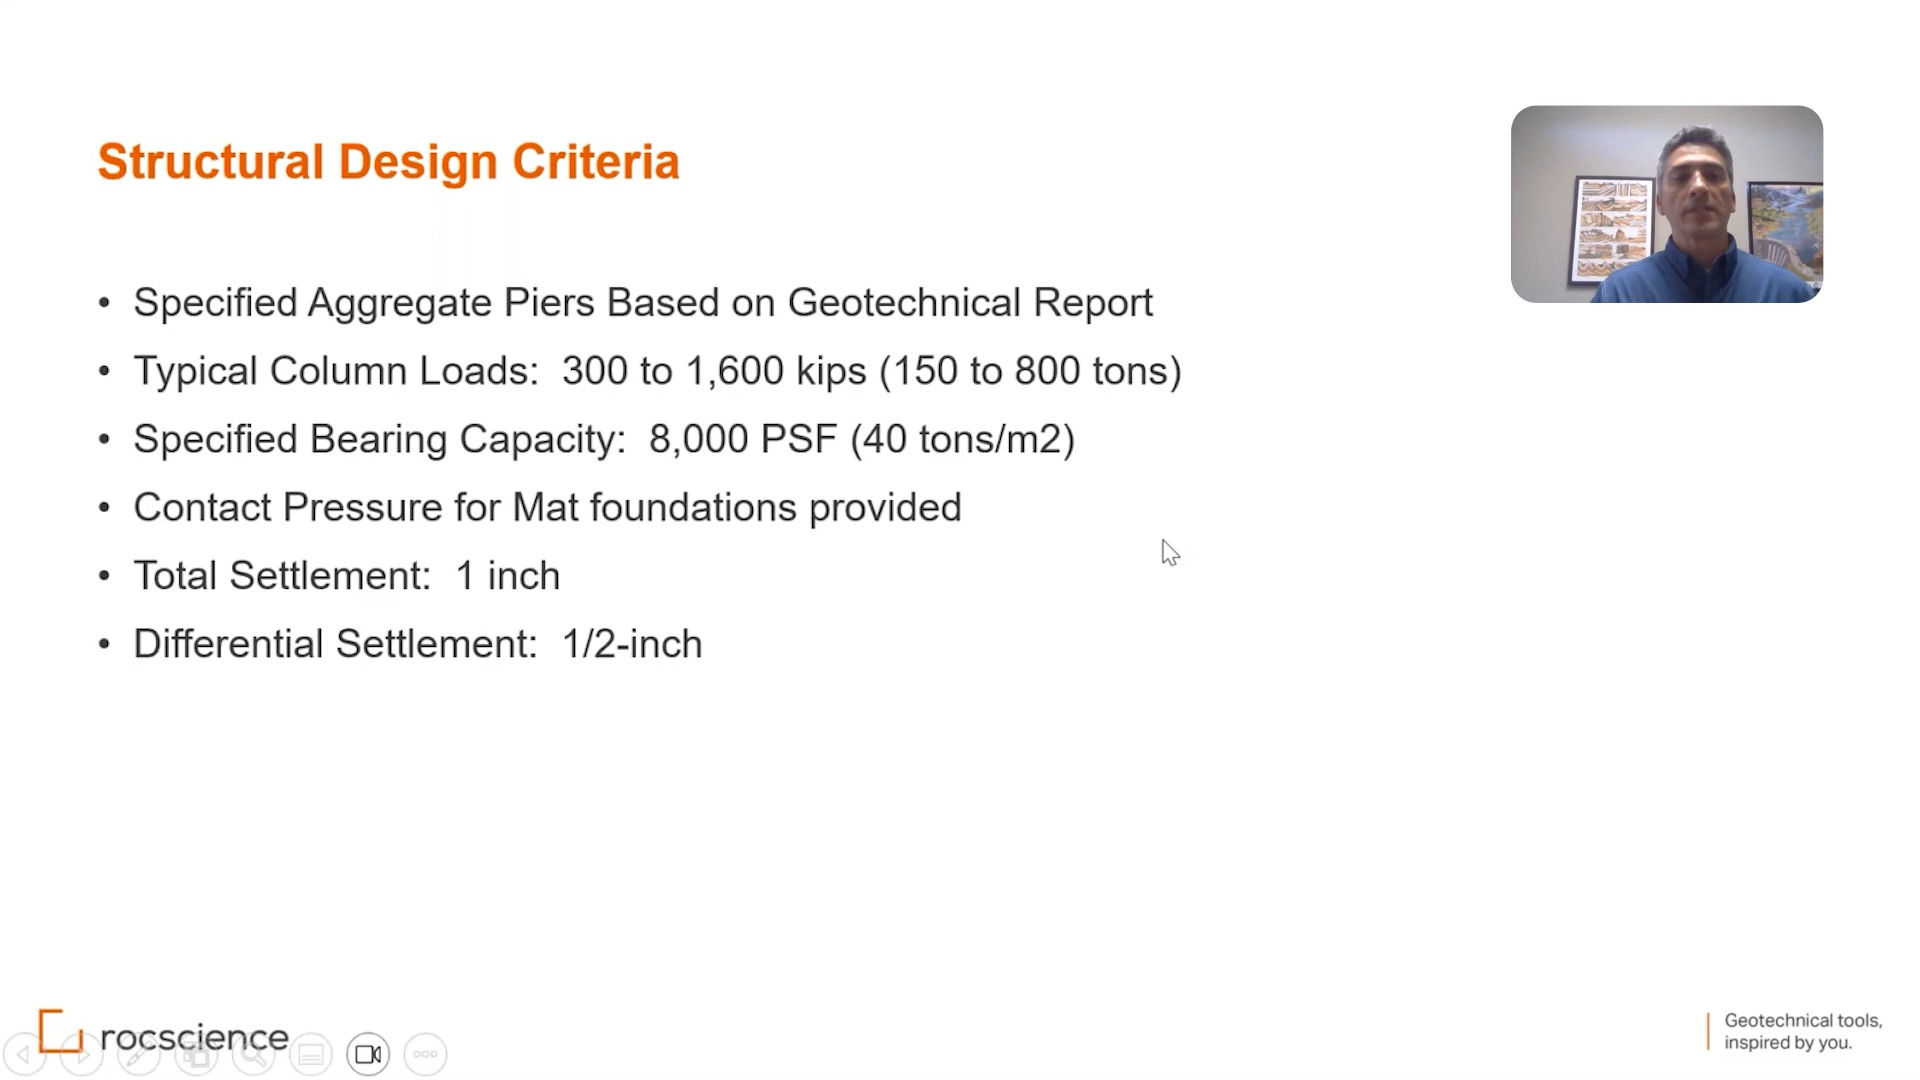 Structural Design Criteria
• Specified Aggregate Piers Based on Geotechnical Report
• Typical Column Loads:  300 to 1,600 kips (150 to 800 tons)
• Specified Bearing Capacity:  8,000 PSF (40 tons/m2)
• Contact Pressure for Mat foundations provided
• Total Settlement:  1 inch
• Differential Settlement:  1/2-inch
rocscience
Geotechnical tools,
inspired by you.